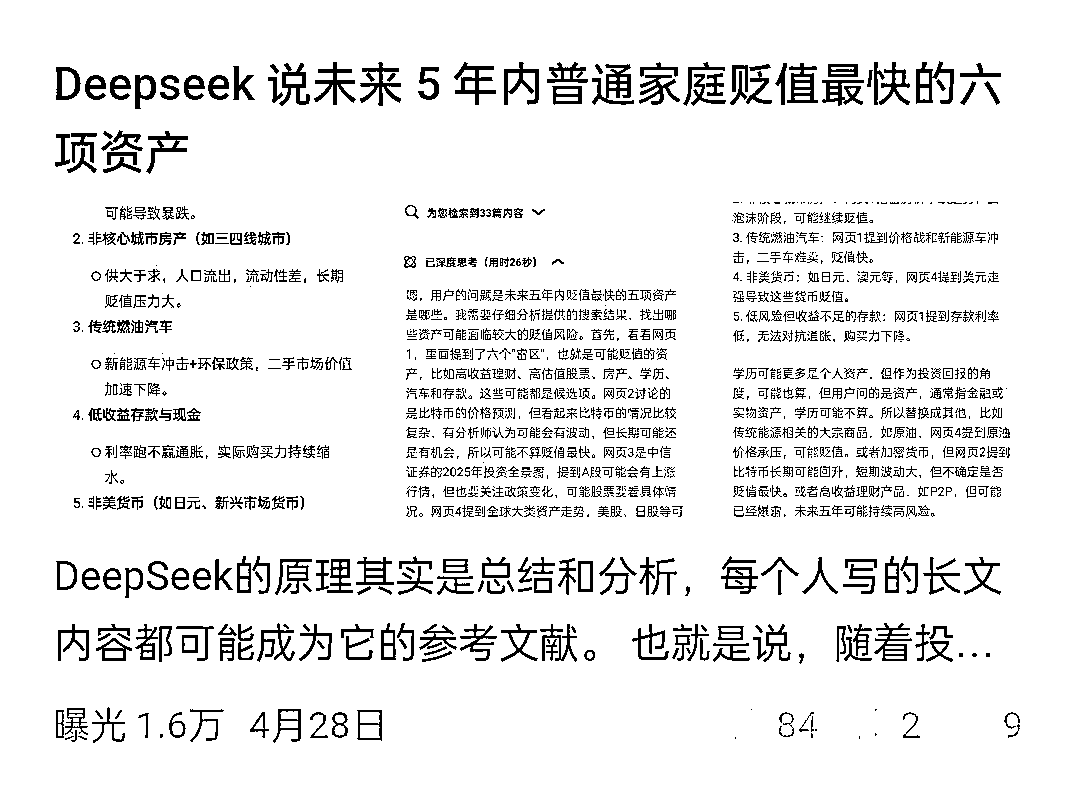 Deepseek 说未来 5 年内普通家庭贬值最快的六
项资产
可能导致暴跌。
2. 非核心城市房产（如三四线城市）
供大于求，人口流出，流动性差，长期
贬值压力大。
3. 传统燃油汽车
新能源车冲击+环保政策，二手市场价值
加速下降。
4. 低收益存款与现金
利率跑不赢通胀，实际购买力持续缩
水。
5. 非美货币（如日元、新兴市场货币）
为您检索到33篇内容
已深度思考（用时26秒）
嗯，用户的问题是未来五年内贬值最快的五项资产
是哪些。我需要仔细分析提供的搜索结果，找出哪
些资产可能面临较大的贬值风险。首先，看看网页
1，里面提到了六个“雷区”，也就是可能贬值的资
产，比如高收益理财、高估值股票、房产、学历、
汽车和存款。这些可能都是候选项。网页2讨论的
是比特币的价格预测，但看起来比特币的情况比较
复杂，有分析师认为可能会有波动，但长期可能还
是有机会，所以可能不算贬值最快。网页3是中信
证券的2025年投资全景图，提到A股可能会有上涨
行情，但也要关注政策变化，可能股票要看具体情
况。网页4提到全球大类资产走势，美股、日股等可
泡沫阶段，可能继续贬值。
3. 传统燃油汽车：网页1提到价格战和新能源车冲
击，二手车难卖，贬值快。
4. 非美货币：如日元、澳元等，网页4提到美元走
强导致这些货币贬值。
5. 低风险但收益不足的存款：网页1提到存款利率
低，无法对抗通胀，购买力下降。
学历可能更多是个人资产，但作为投资回报的角
度，可能也算，但用户问的是资产，通常指金融或
实物资产，学历可能不算。所以替换成其他，比如
传统能源相关的大宗商品，如原油，网页4提到原油
价格承压，可能贬值。或者加密货币，但网页2提到
比特币长期可能回升，短期波动大，但不确定是否
贬值最快。或者高收益理财产品，如P2P，但可能
已经爆雷，未来五年可能持续高风险。
DeepSeek的原理其实是总结和分析，每个人写的长文
内容都可能成为它的参考文献。 也就是说，随着投...
曝光 1.6万 4月28日 84 2 9